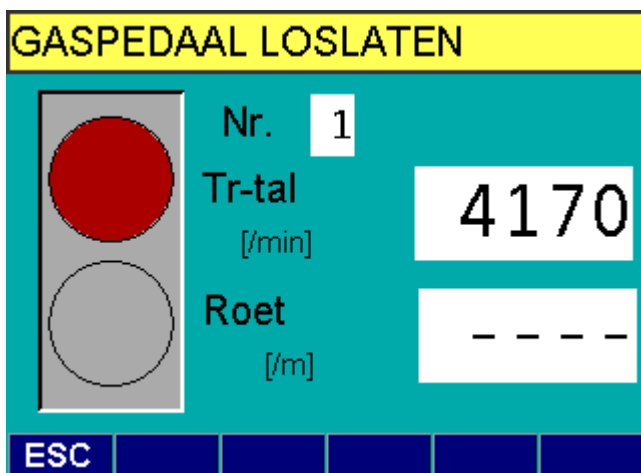 GASPEDAAL LOSLATEN
Nr. 1
Tr-tal 4170
[/min]
Roet ----
[/m]
ESC